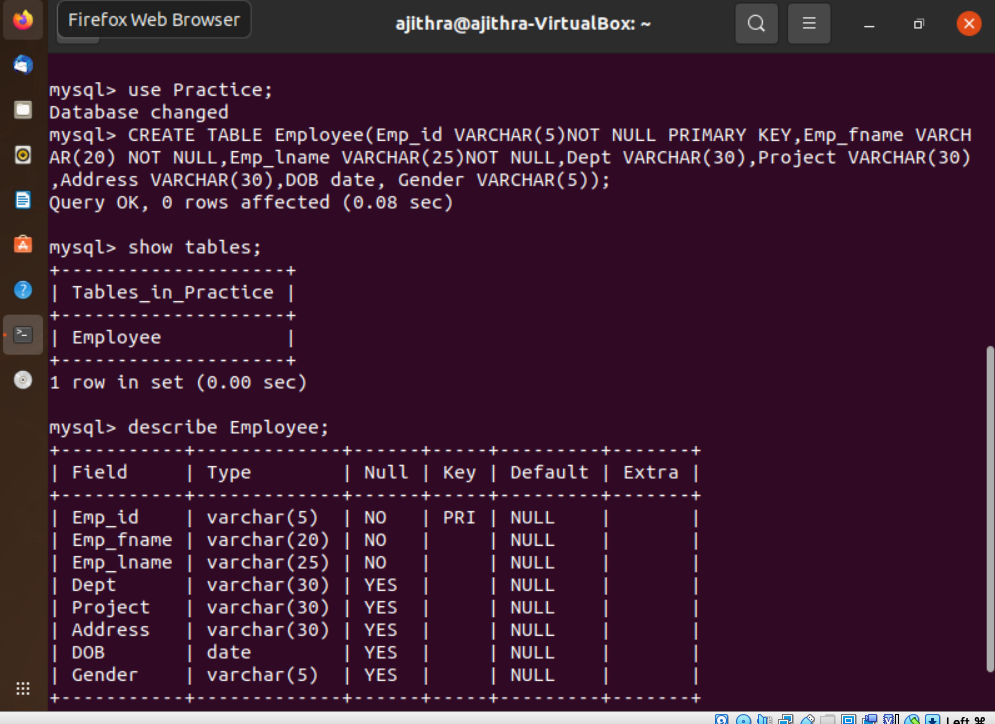 Firefox Web Browser
ajithra@ajithra-VirtualBox: ~
mysql> use Practice;
Database changed
mysql> CREATE TABLE Employee(Emp_id VARCHAR(5)NOT NULL PRIMARY KEY,Emp_fname VARCH
AR(20) NOT NULL,Emp_lname VARCHAR(25)NOT NULL,Dept VARCHAR(30),Project VARCHAR(30)
,Address VARCHAR(30),DOB date, Gender VARCHAR(5));
Query OK, 0 rows affected (0.08 sec)
mysql> show tables;
+--------------------+
| Tables_in_Practice |
+--------------------+
| Employee           |
+--------------------+
1 row in set (0.00 sec)
mysql> describe Employee;
+-----------+-------------+------+-----+---------+-------+
| Field     | Type        | Null | Key | Default | Extra |
+-----------+-------------+------+-----+---------+-------+
| Emp_id    | varchar(5)  | NO   | PRI | NULL    |       |
| Emp_fname | varchar(20) | NO   |     | NULL    |       |
| Emp_lname | varchar(25) | NO   |     | NULL    |       |
| Dept      | varchar(30) | YES  |     | NULL    |       |
| Project   | varchar(30) | YES  |     | NULL    |       |
| Address   | varchar(30) | YES  |     | NULL    |       |
| DOB       | date        | YES  |     | NULL    |       |
| Gender    | varchar(5)  | YES  |     | NULL    |       |
+-----------+-------------+------+-----+---------+-------+
Left ⌘